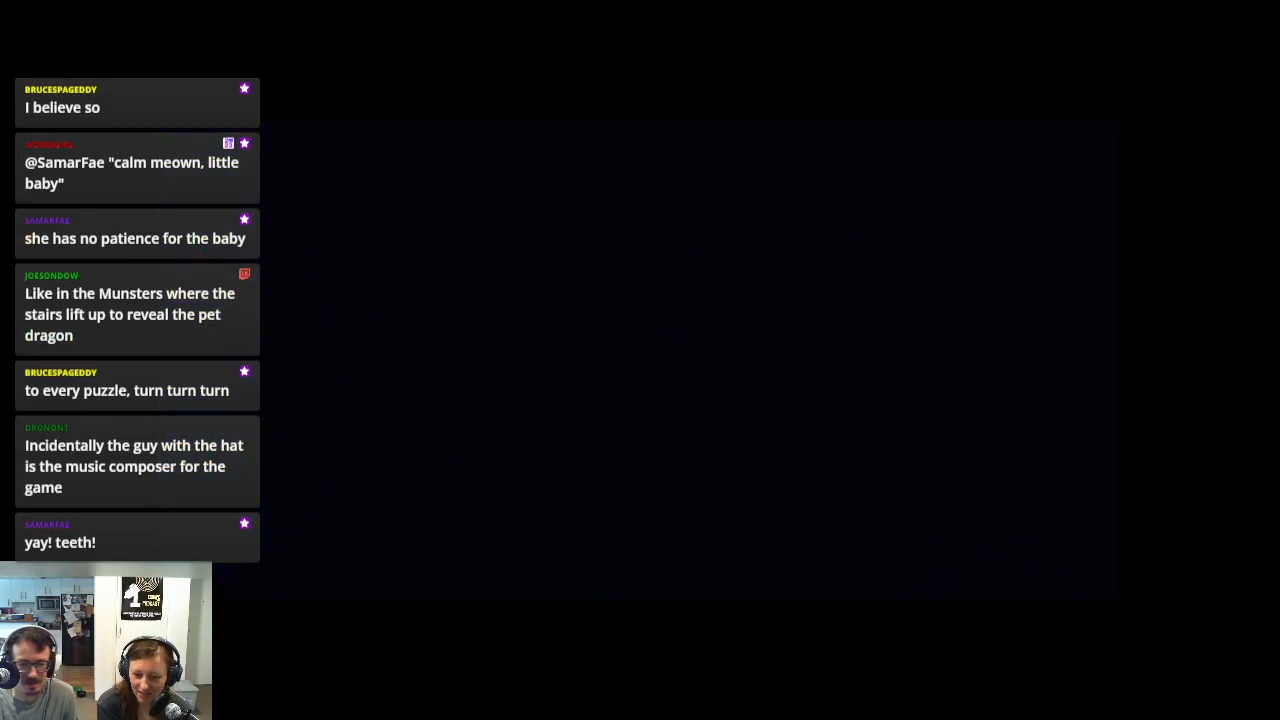 BRUCESPAGEDDY
I believe so
@SamarFae "calm meown, little
baby"
SAMARFAE
she has no patience for the baby
JOESONDOW
Like in the Munsters where the
stairs lift up to reveal the pet
dragon
BRUCESPAGEDDY
to every puzzle, turn turn turn
DRONON1
Incidentally the guy with the hat
is the music composer for the
game
SAMARFAE
yay! teeth!